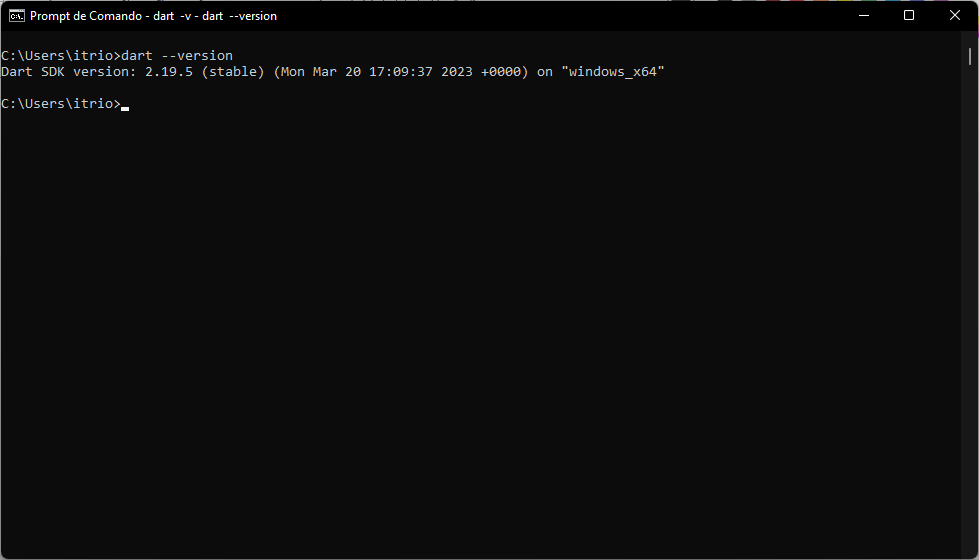 Prompt de Comando - dart -v - dart --version
C:\Users\itrio>dart --version
Dart SDK version: 2.19.5 (stable) (Mon Mar 20 17:09:37 2023 +0000) on "windows_x64"
C:\Users\itrio>